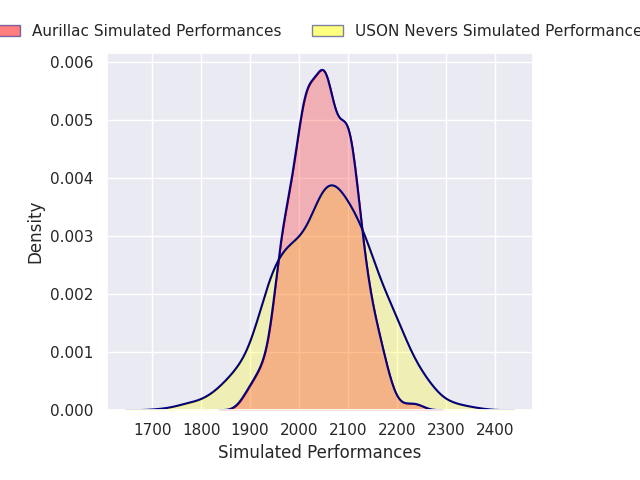 Aurillac Simulated Performances USON Nevers Simulated Performance
0.006
0.005
0.004
0.003
0.002
0.001
0.000
Density
1700 1800 1900 2000 2100 2200 2300 2400
Simulated Performances